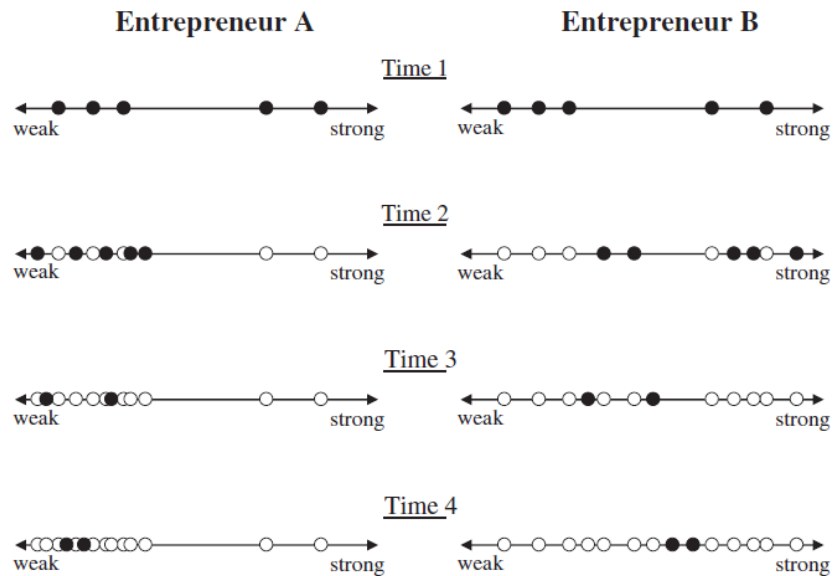 Entrepreneur A Entrepreneur B
Time 1
weak strong weak strong
Time 2
weak strong weak strong
Time 3
weak strong weak strong
Time 4
weak strong weak strong